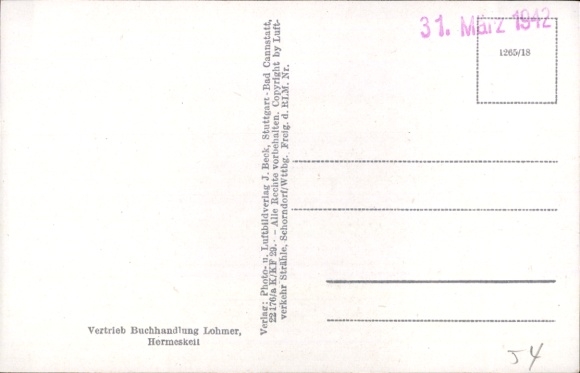 31. März 1942
1265/18
Verlag: Photo- u. Luftbildverlag J. Beck, Stuttgart-Bad Cannstatt,
22176/a K/KF 29. - Alle Rechte vorbehalten. Copyright by Luft-
verkehr Strähle, Schorndorf/Wttbg. Freig. d. RLM. Nr.
Vertrieb Buchhandlung Lohmer,
Hermeskeil
54